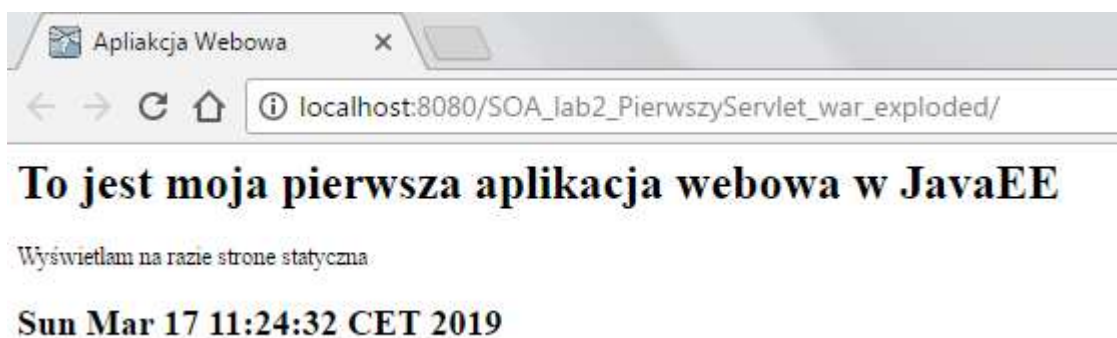 Apliakcja Webowa
localhost:8080/SOA_lab2_PierwszyServlet_war_exploded/
To jest moja pierwsza aplikacja webowa w JavaEE
Wyświetlam na razie strone statyczna
Sun Mar 17 11:24:32 CET 2019